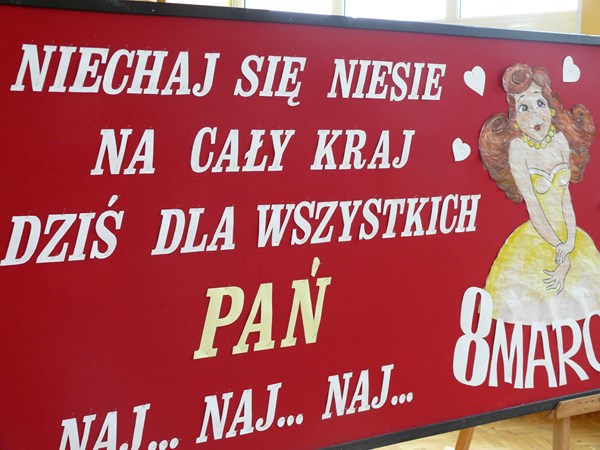 NIECHAJ SIĘ NIESIE
NA CAŁY KRAJ
DZIŚ DLA WSZYSTKICH
PAŃ
NAJ... NAJ... NAJ...
8 MARC